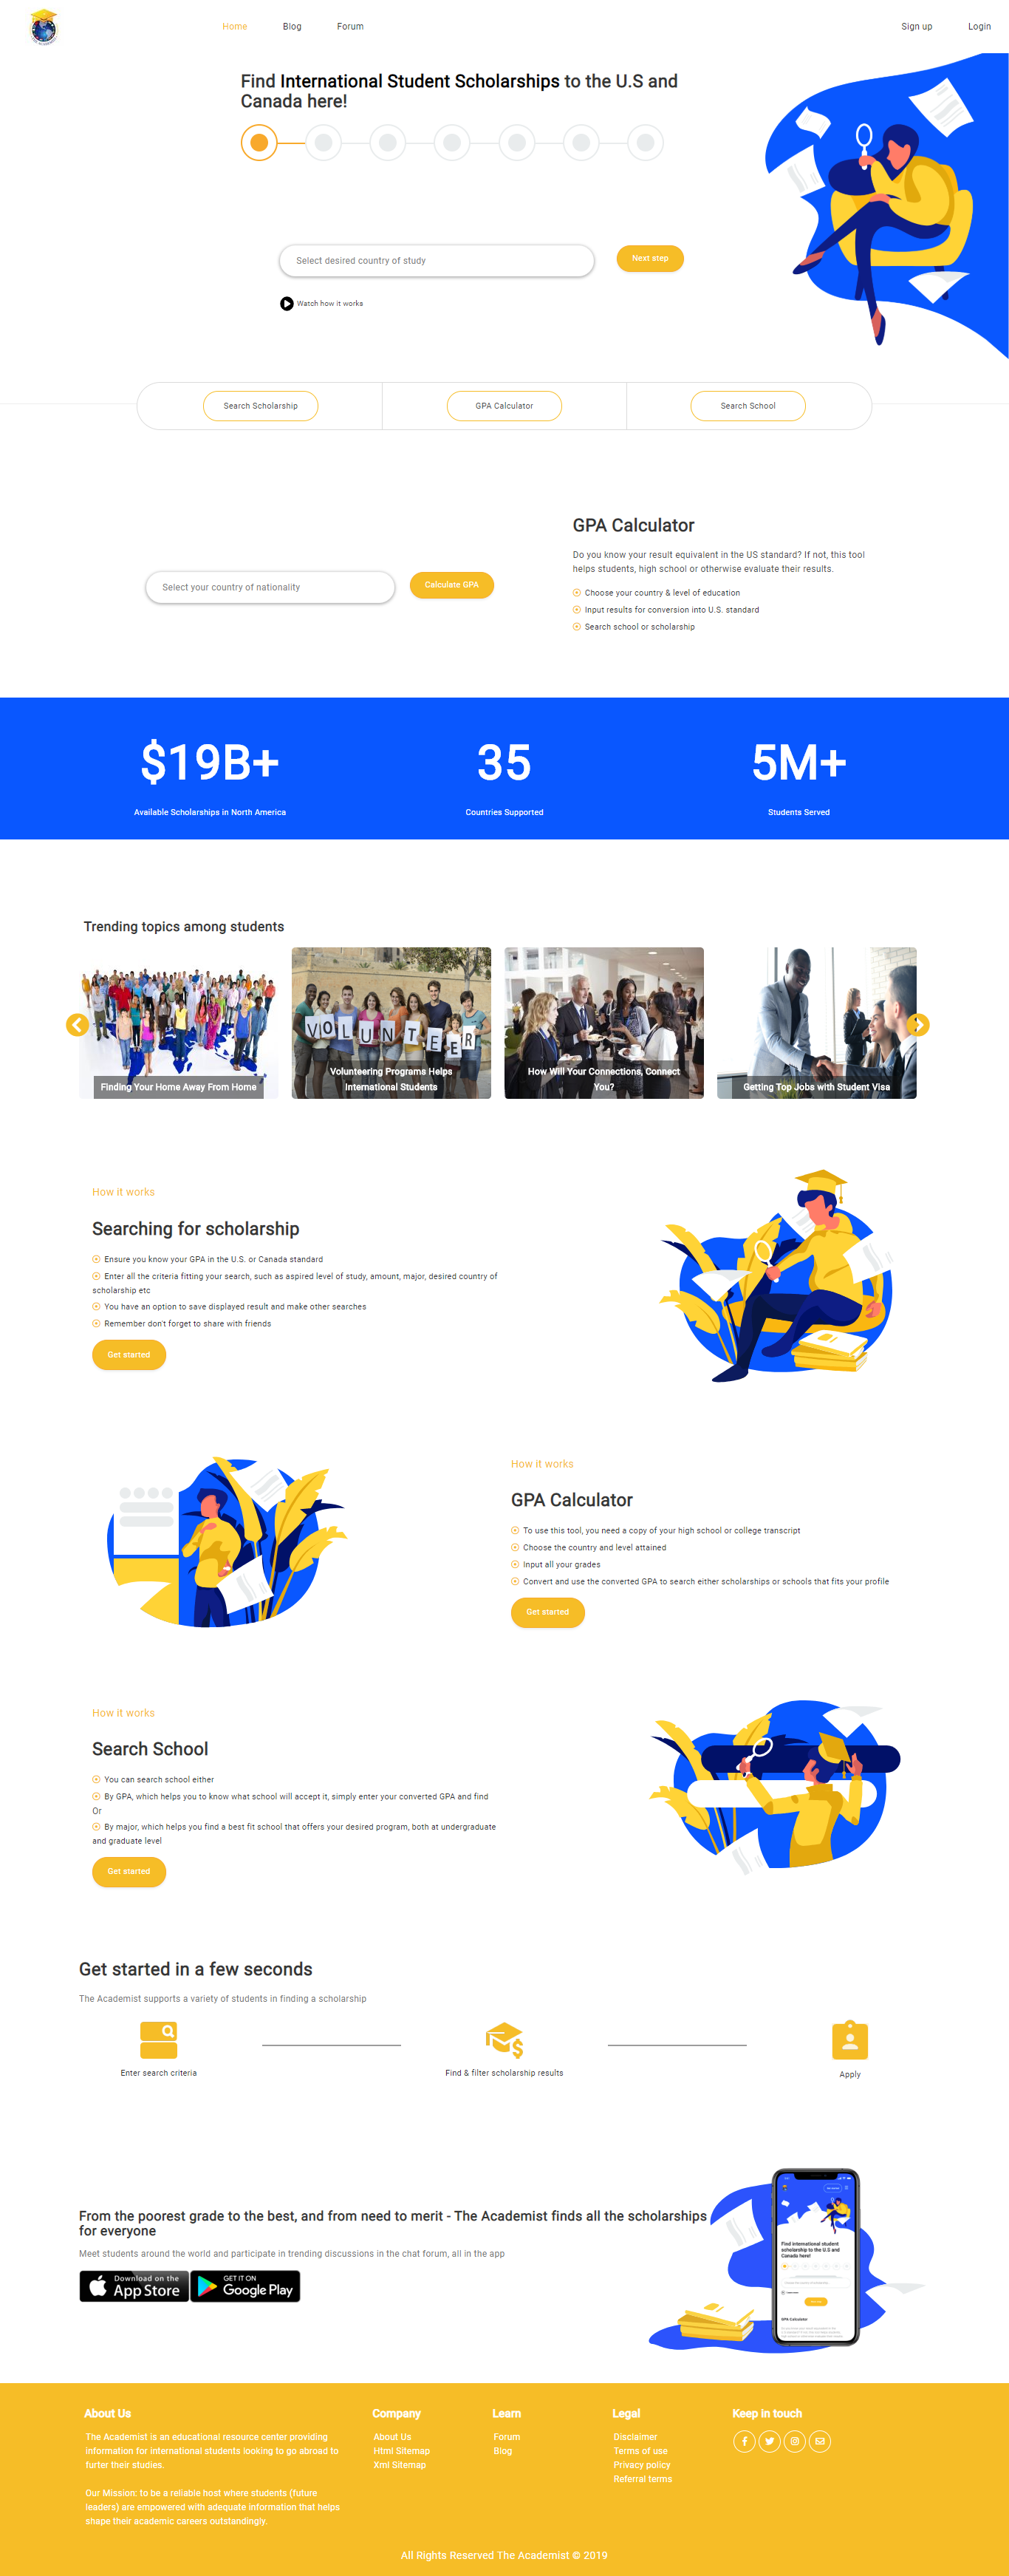 Home
Blog
Forum
Sign up
Login
Find International Student Scholarships to the U.S and
Canada here!
Select desired country of study
Next step
Watch how it works
Search Scholarship
GPA Calculator
Search School
GPA Calculator
Do you know your result equivalent in the US standard? If not, this tool
helps students, high school or otherwise evaluate their results.
Select your country of nationality
Calculate GPA
Choose your country & level of education
Input results for conversion into U.S. standard
Search school or scholarship
$19B+
35
5M+
Available Scholarships in North America
Countries Supported
Students Served
Trending topics among students
VOLUNTEER
Finding Your Home Away From Home
Volunteering Programs Helps
International Students
How Will Your Connections, Connect
You?
Getting Top Jobs with Student Visa
How it works
Searching for scholarship
Ensure you know your GPA in the U.S. or Canada standard
Enter all the criteria fitting your search, such as aspired level of study, amount, major, desired country of
scholarship etc
You have an option to save displayed result and make other searches
Remember don't forget to share with friends
Get started
How it works
GPA Calculator
To use this tool, you need a copy of your high school or college transcript
Choose the country and level attained
Input all your grades
Convert and use the converted GPA to search either scholarships or schools that fits your profile
Get started
How it works
Search School
You can search school either
By GPA, which helps you to know what school will accept it, simply enter your converted GPA and find
Or
By major, which helps you find a best fit school that offers your desired program, both at undergraduate
and graduate level
Get started
Get started in a few seconds
The Academist supports a variety of students in finding a scholarship
Enter search criteria
Find & filter scholarship results
Apply
From the poorest grade to the best, and from need to merit - The Academist finds all the scholarships
for everyone
Meet students around the world and participate in trending discussions in the chat forum, all in the app
Download on the
App Store
GET IT ON
Google Play
Find international student
scholarship to the U.S and
Canada here!
GPA Calculator
About Us
The Academist is an educational resource center providing
information for international students looking to go abroad to
furter their studies.
Our Mission: to be a reliable host where students (future
leaders) are empowered with adequate information that helps
shape their academic careers outstandingly.
Company
About Us
Html Sitemap
Xml Sitemap
Learn
Forum
Blog
Legal
Disclaimer
Terms of use
Privacy policy
Referral terms
Keep in touch
All Rights Reserved The Academist © 2019